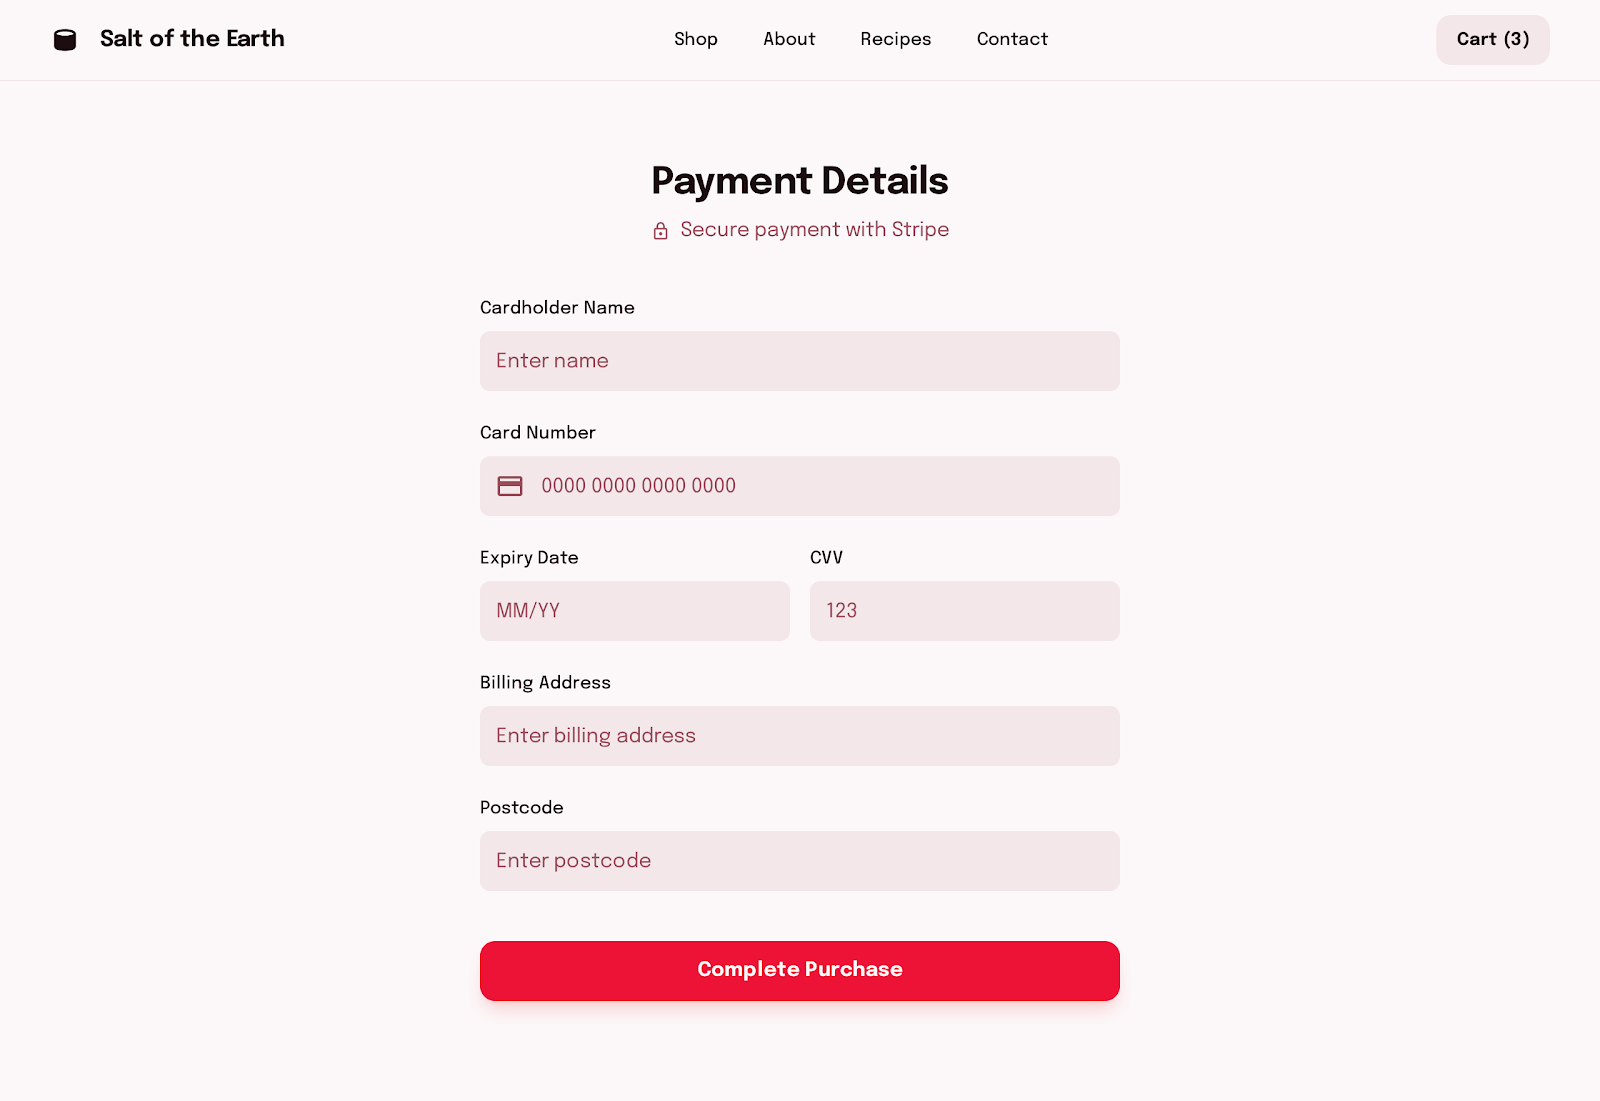 Salt of the Earth
Shop About Recipes Contact
Cart (3)
Payment Details
Secure payment with Stripe
Cardholder Name
Enter name
Card Number
0000 0000 0000 0000
Expiry Date CVV
MM/YY 123
Billing Address
Enter billing address
Postcode
Enter postcode
Complete Purchase